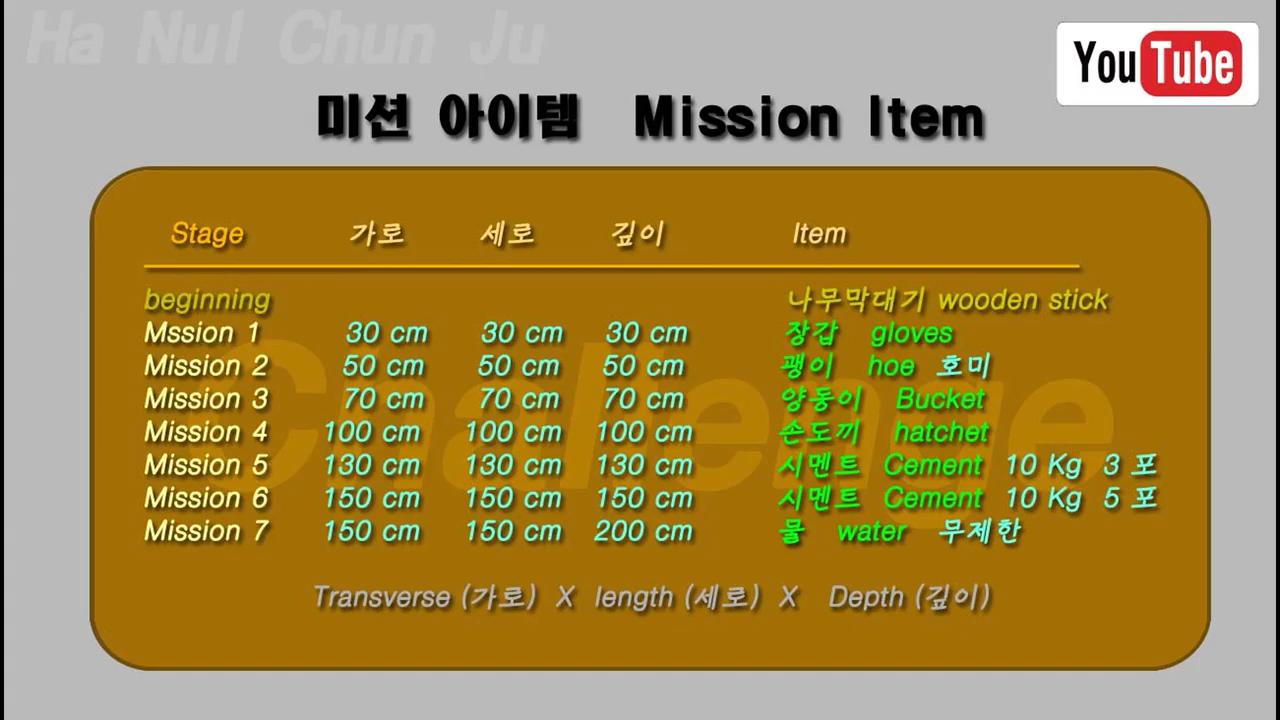 Ha Nul Chun Ju
YouTube
미션 아이템 Mission Item
Stage 가로 세로 깊이 Item
beginning 나무막대기 wooden stick
Mssion 1 30 cm 30 cm 30 cm 장갑 gloves
Mission 2 50 cm 50 cm 50 cm 괭이 hoe 호미
Mission 3 70 cm 70 cm 70 cm 양동이 Bucket
Mission 4 100 cm 100 cm 100 cm 손도끼 hatchet
Mission 5 130 cm 130 cm 130 cm 시멘트 Cement 10 Kg 3 포
Mission 6 150 cm 150 cm 150 cm 시멘트 Cement 10 Kg 5 포
Mission 7 150 cm 150 cm 200 cm 물 water 무제한
Challenge
Transverse (가로) X length (세로) X Depth (깊이)